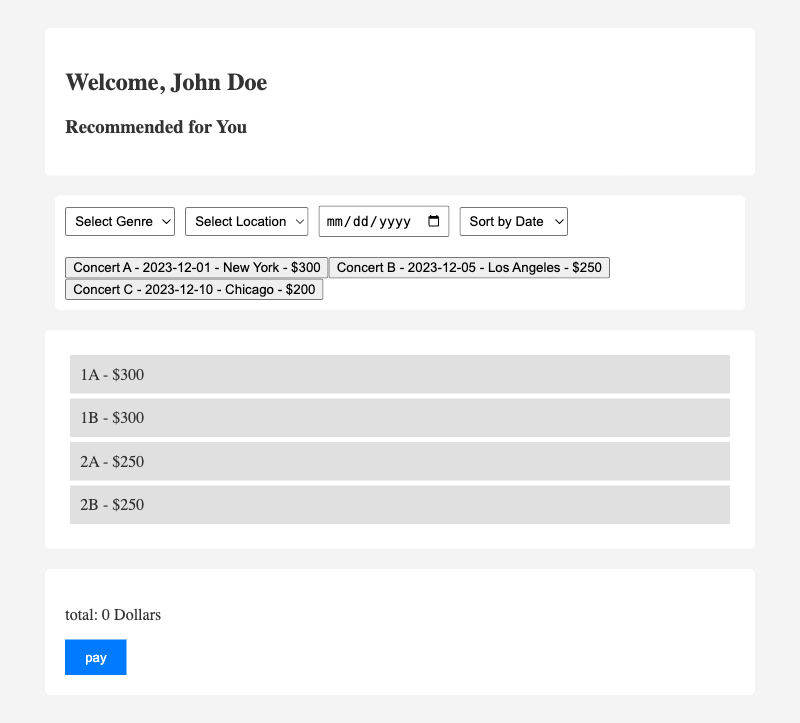 Welcome, John Doe
Recommended for You
Select Genre Select Location mm/dd/yyyy Sort by Date
Concert A - 2023-12-01 - New York - $300 Concert B - 2023-12-05 - Los Angeles - $250
Concert C - 2023-12-10 - Chicago - $200
1A - $300
1B - $300
2A - $250
2B - $250
total: 0 Dollars
pay